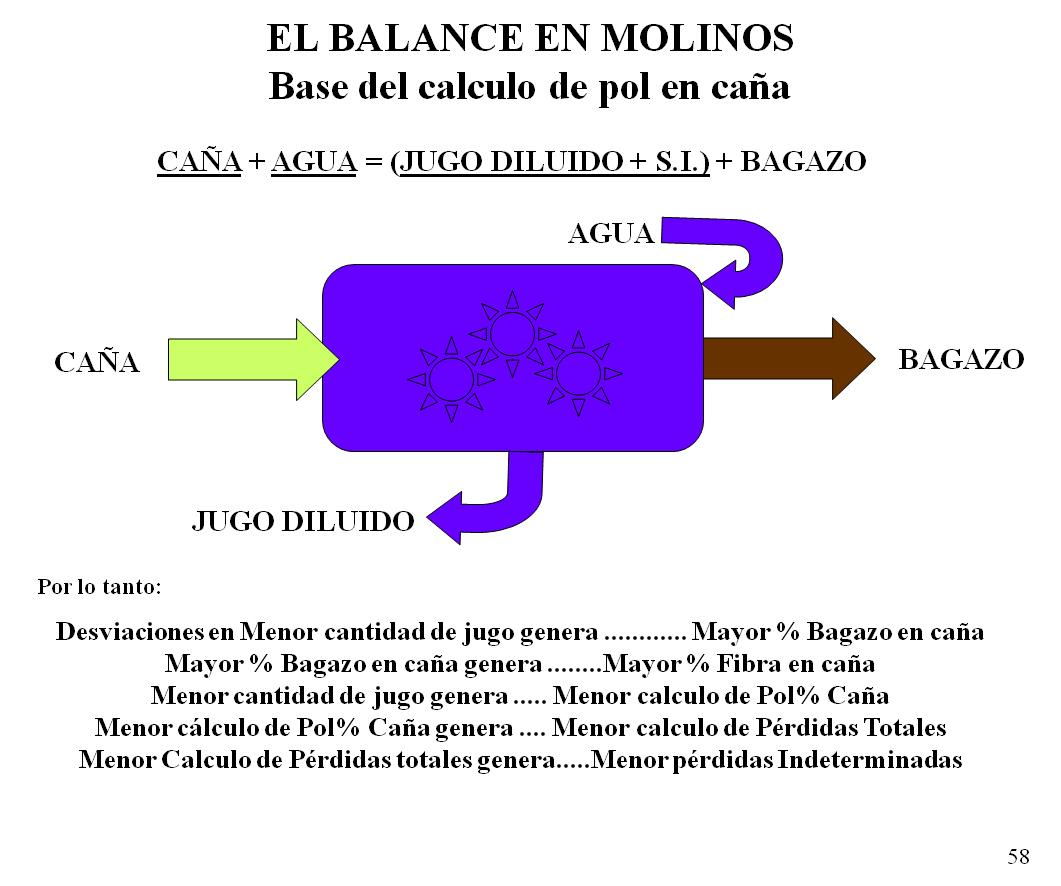 EL BALANCE EN MOLINOS
Base del calculo de pol en caña
CAÑA + AGUA = (JUGO DILUIDO + S.I.) + BAGAZO
AGUA
CAÑA
BAGAZO
JUGO DILUIDO
Por lo tanto:
Desviaciones en Menor cantidad de jugo genera ............ Mayor % Bagazo en caña
Mayor % Bagazo en caña genera ........Mayor % Fibra en caña
Menor cantidad de jugo genera ..... Menor calculo de Pol% Caña
Menor cálculo de Pol% Caña genera .... Menor calculo de Pérdidas Totales
Menor Calculo de Pérdidas totales genera.....Menor pérdidas Indeterminadas
58